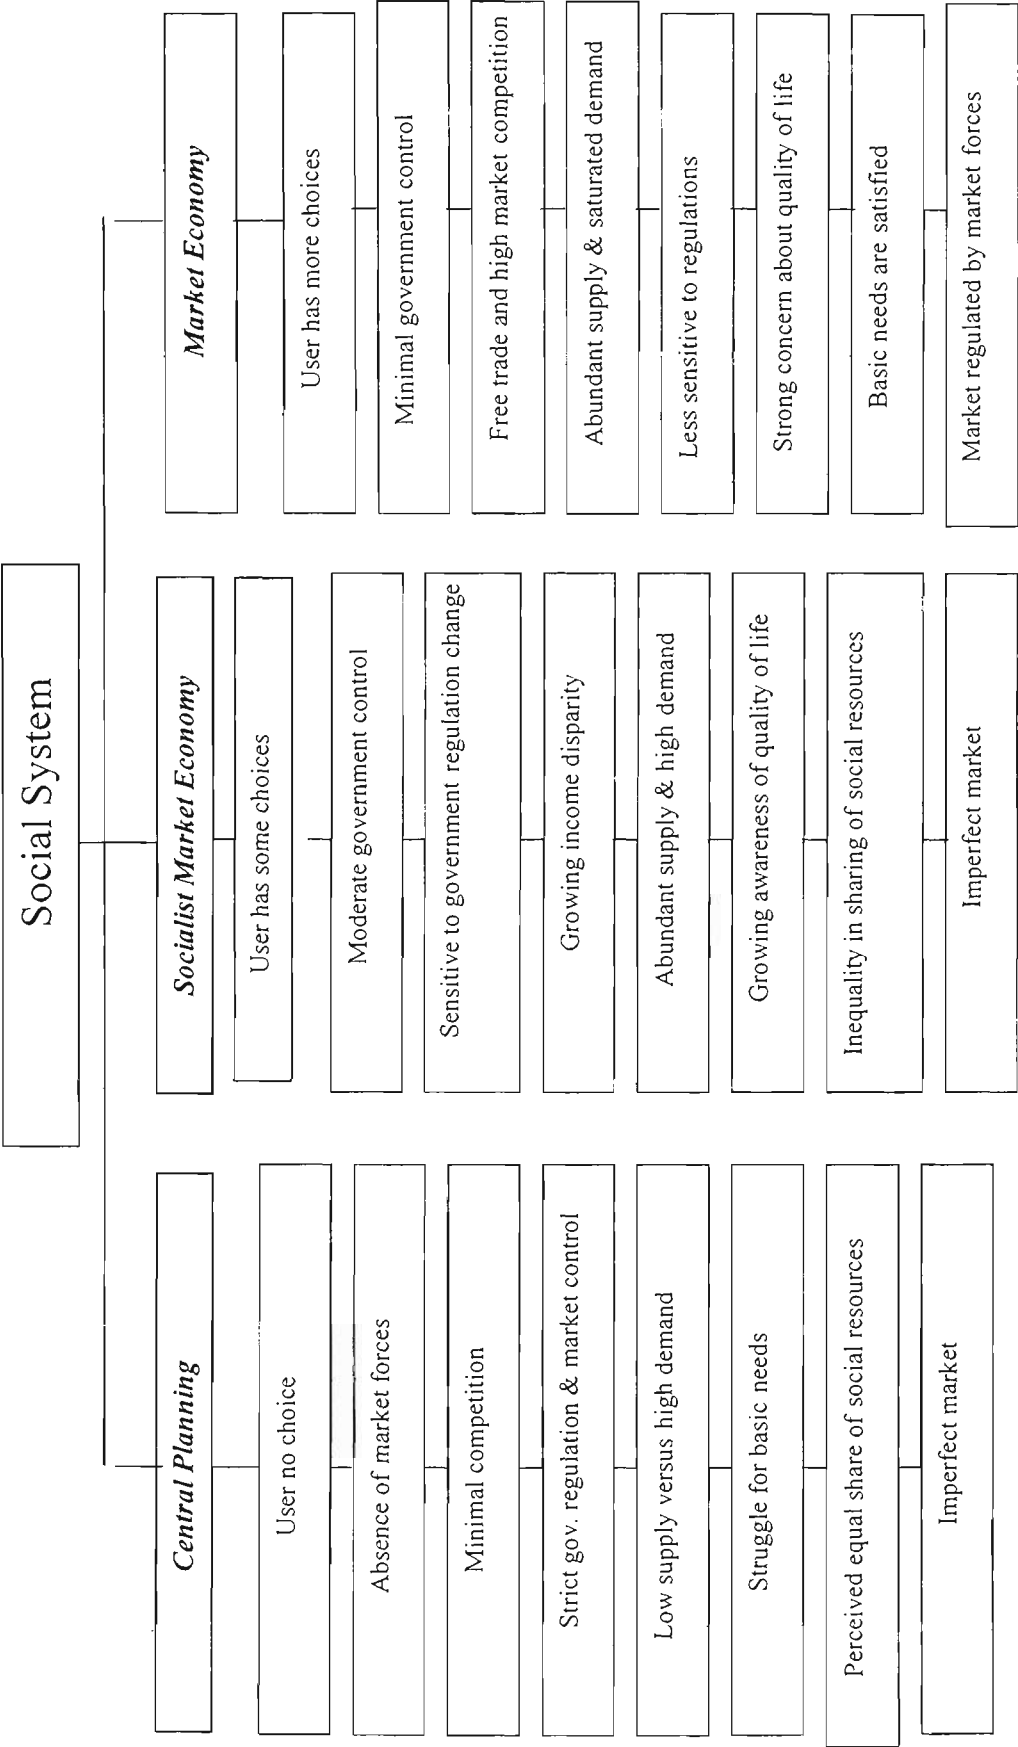 Social System
Central Planning
User no choice
Absence of market forces
Minimal competition
Strict gov. regulation & market control
Low supply versus high demand
Struggle for basic needs
Perceived equal share of social resources
Imperfect market
Socialist Market Economy
User has some choices
Moderate government control
Sensitive to government regulation change
Growing income disparity
Abundant supply & high demand
Growing awareness of quality of life
Inequality in sharing of social resources
Imperfect market
Market Economy
User has more choices
Minimal government control
Free trade and high market competition
Abundant supply & saturated demand
Less sensitive to regulations
Strong concern about quality of life
Basic needs are satisfied
Market regulated by market forces